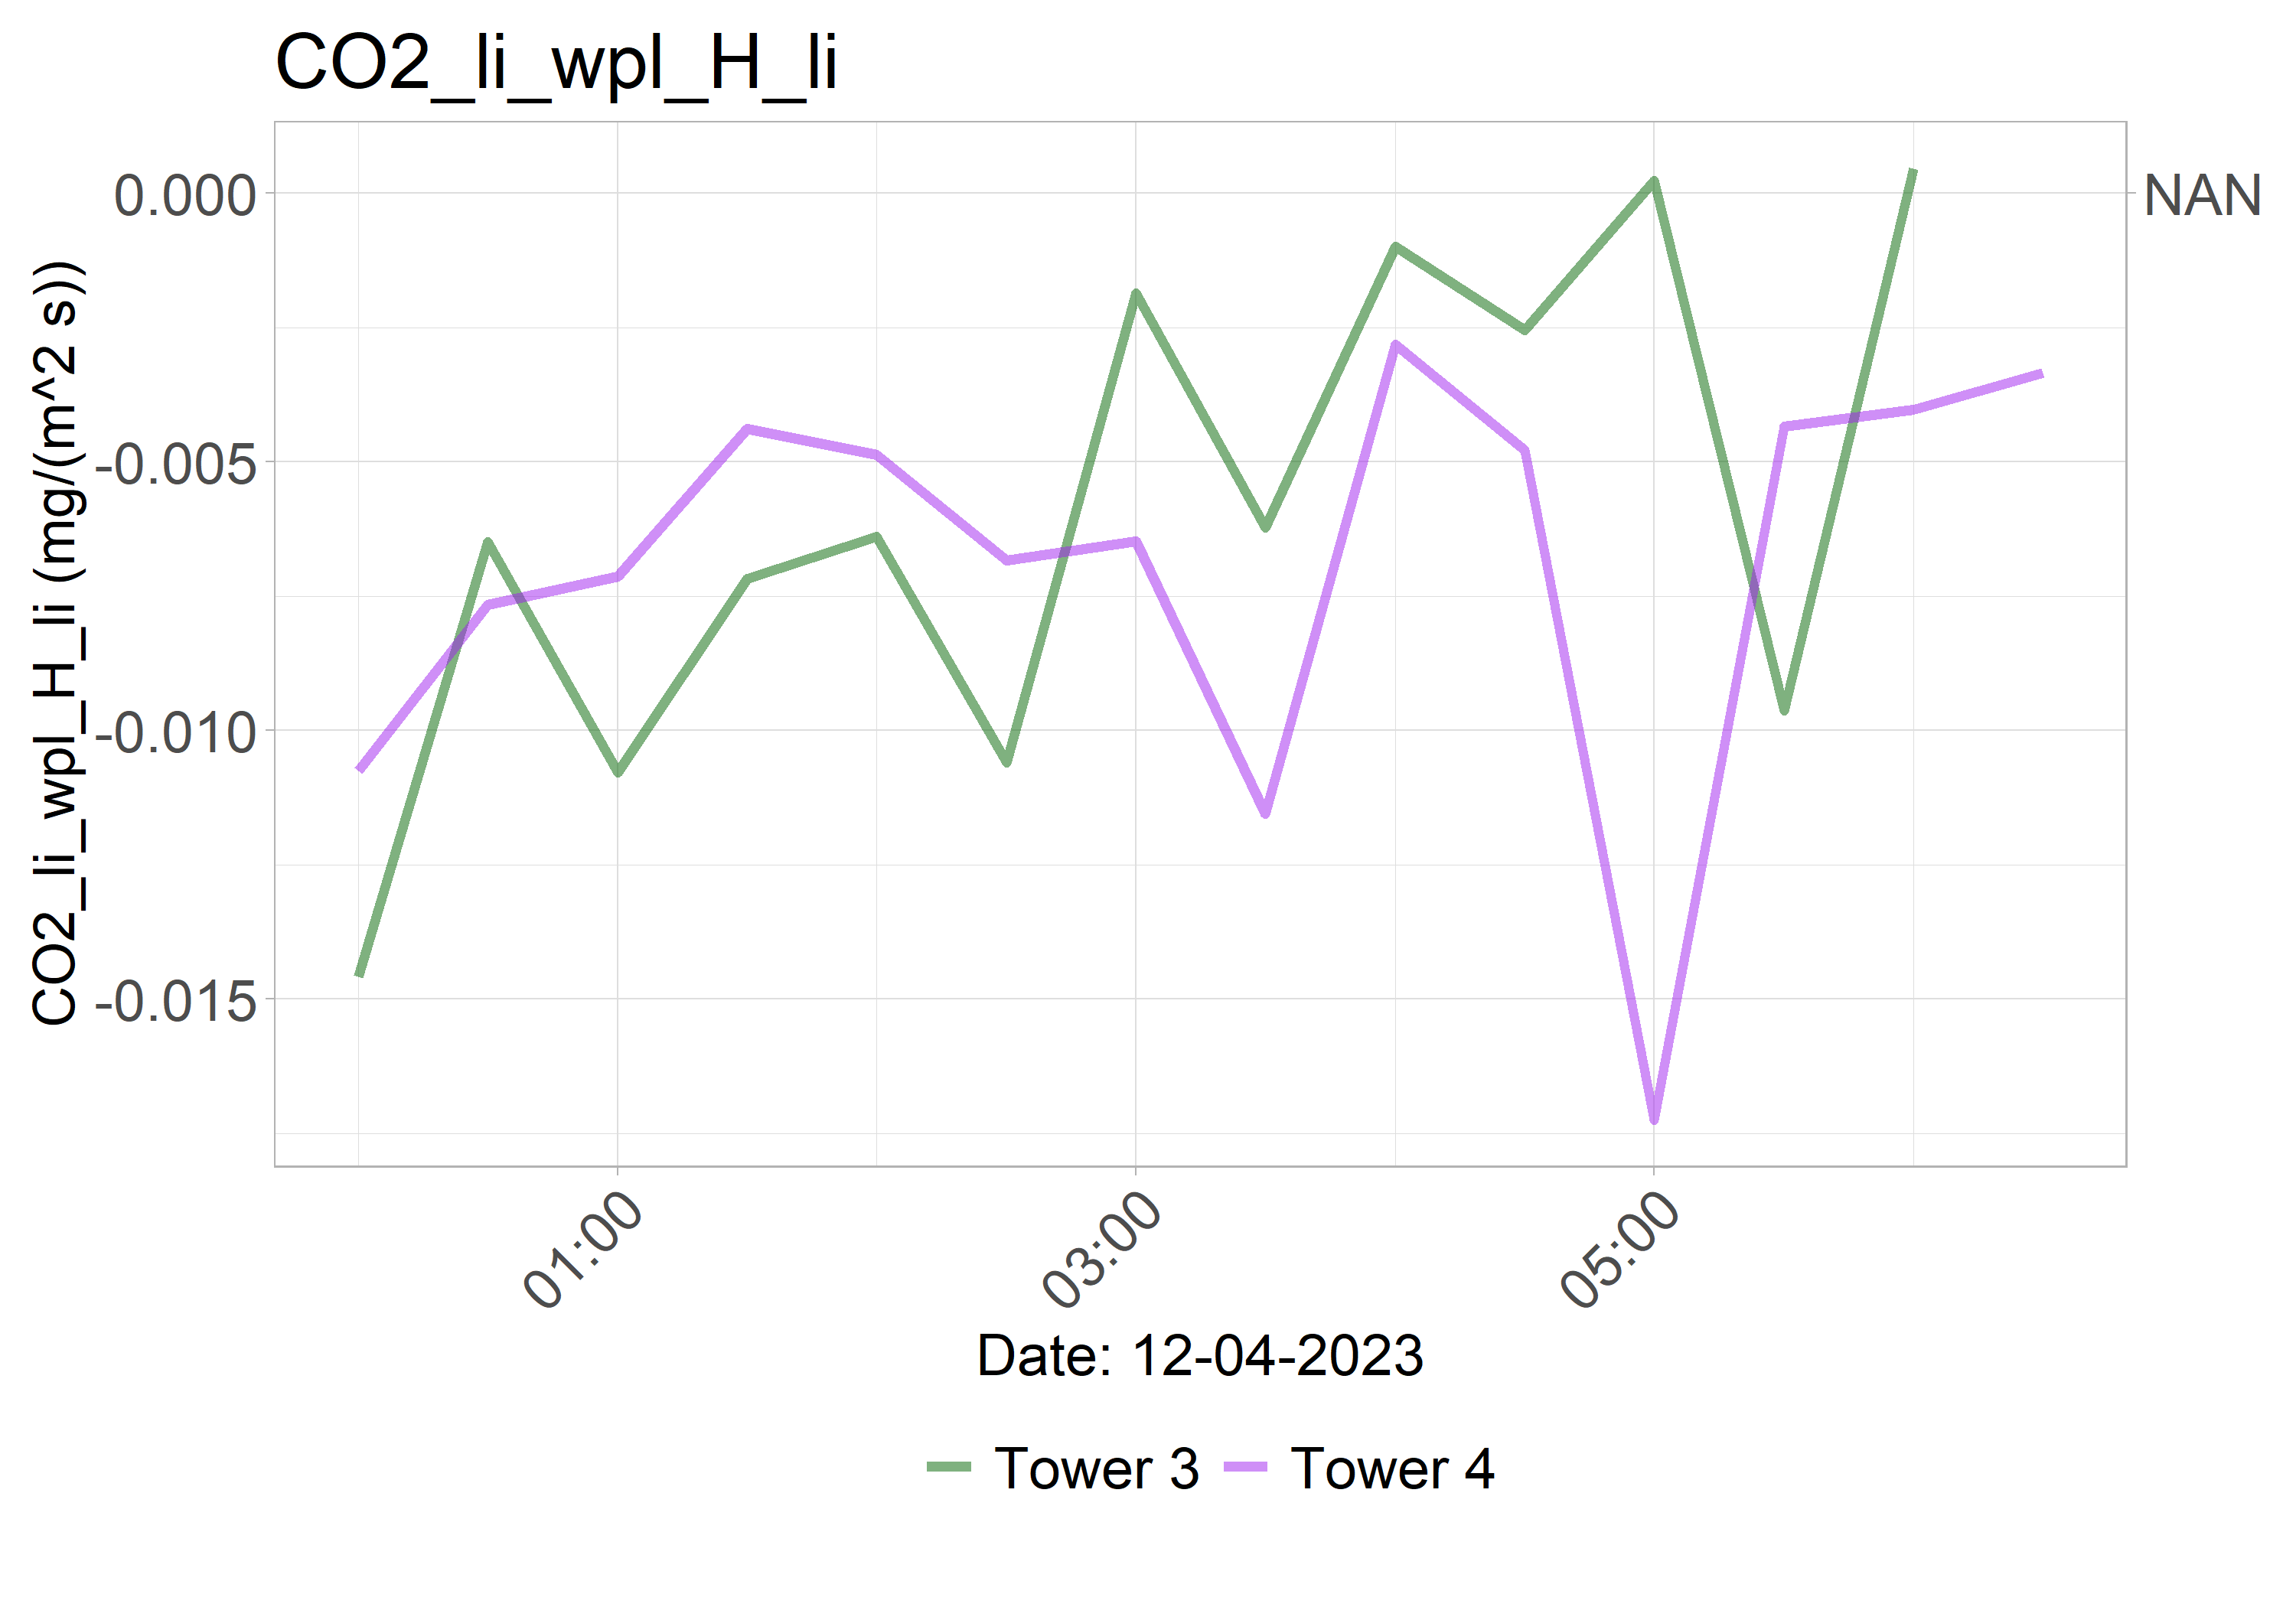 CO2_li_wpl_H_li
CO2_li_wpl_H_li (mg/(m^2 s))
0.000
-0.005
-0.010
-0.015
NAN
01:00
03:00
05:00
Date: 12-04-2023
Tower 3
Tower 4